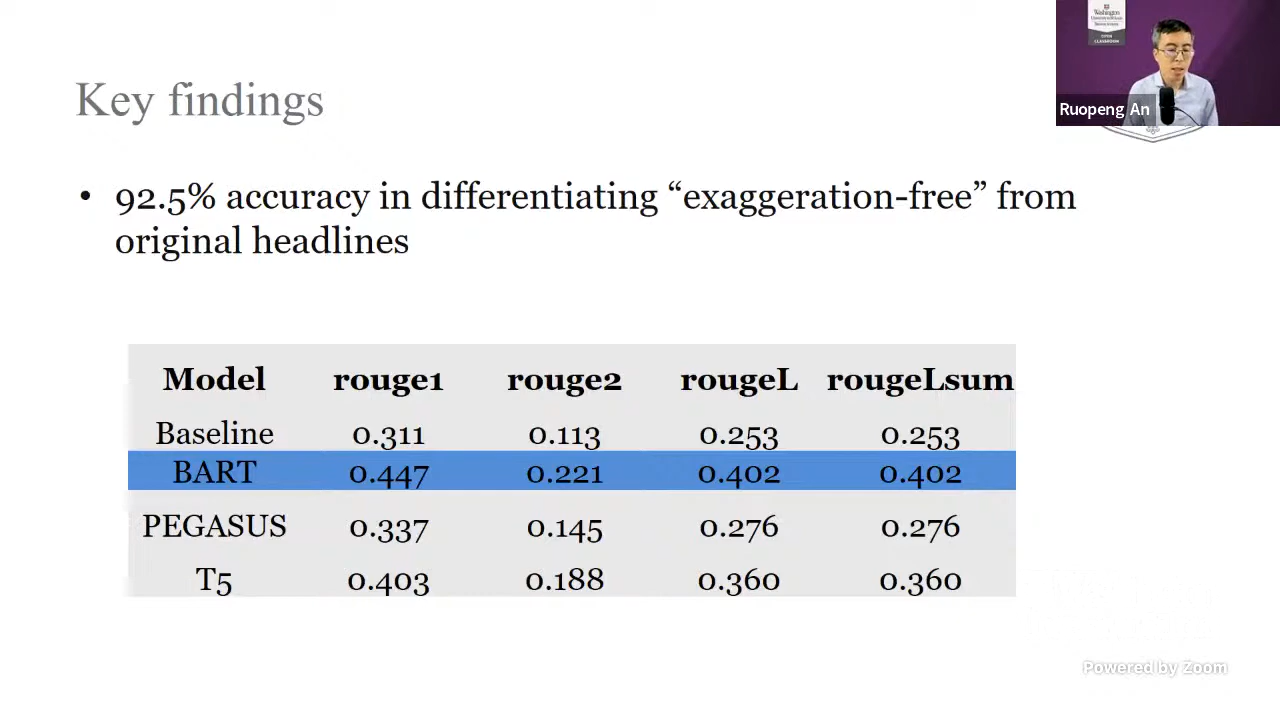 Key findings
Ruopeng An
• 92.5% accuracy in differentiating “exaggeration-free” from
original headlines
Model rouge1 rouge2 rougeL rougeLsum
Baseline 0.311 0.113 0.253 0.253
BART 0.447 0.221 0.402 0.402
PEGASUS 0.337 0.145 0.276 0.276
T5 0.403 0.188 0.360 0.360
Powered by Zoom